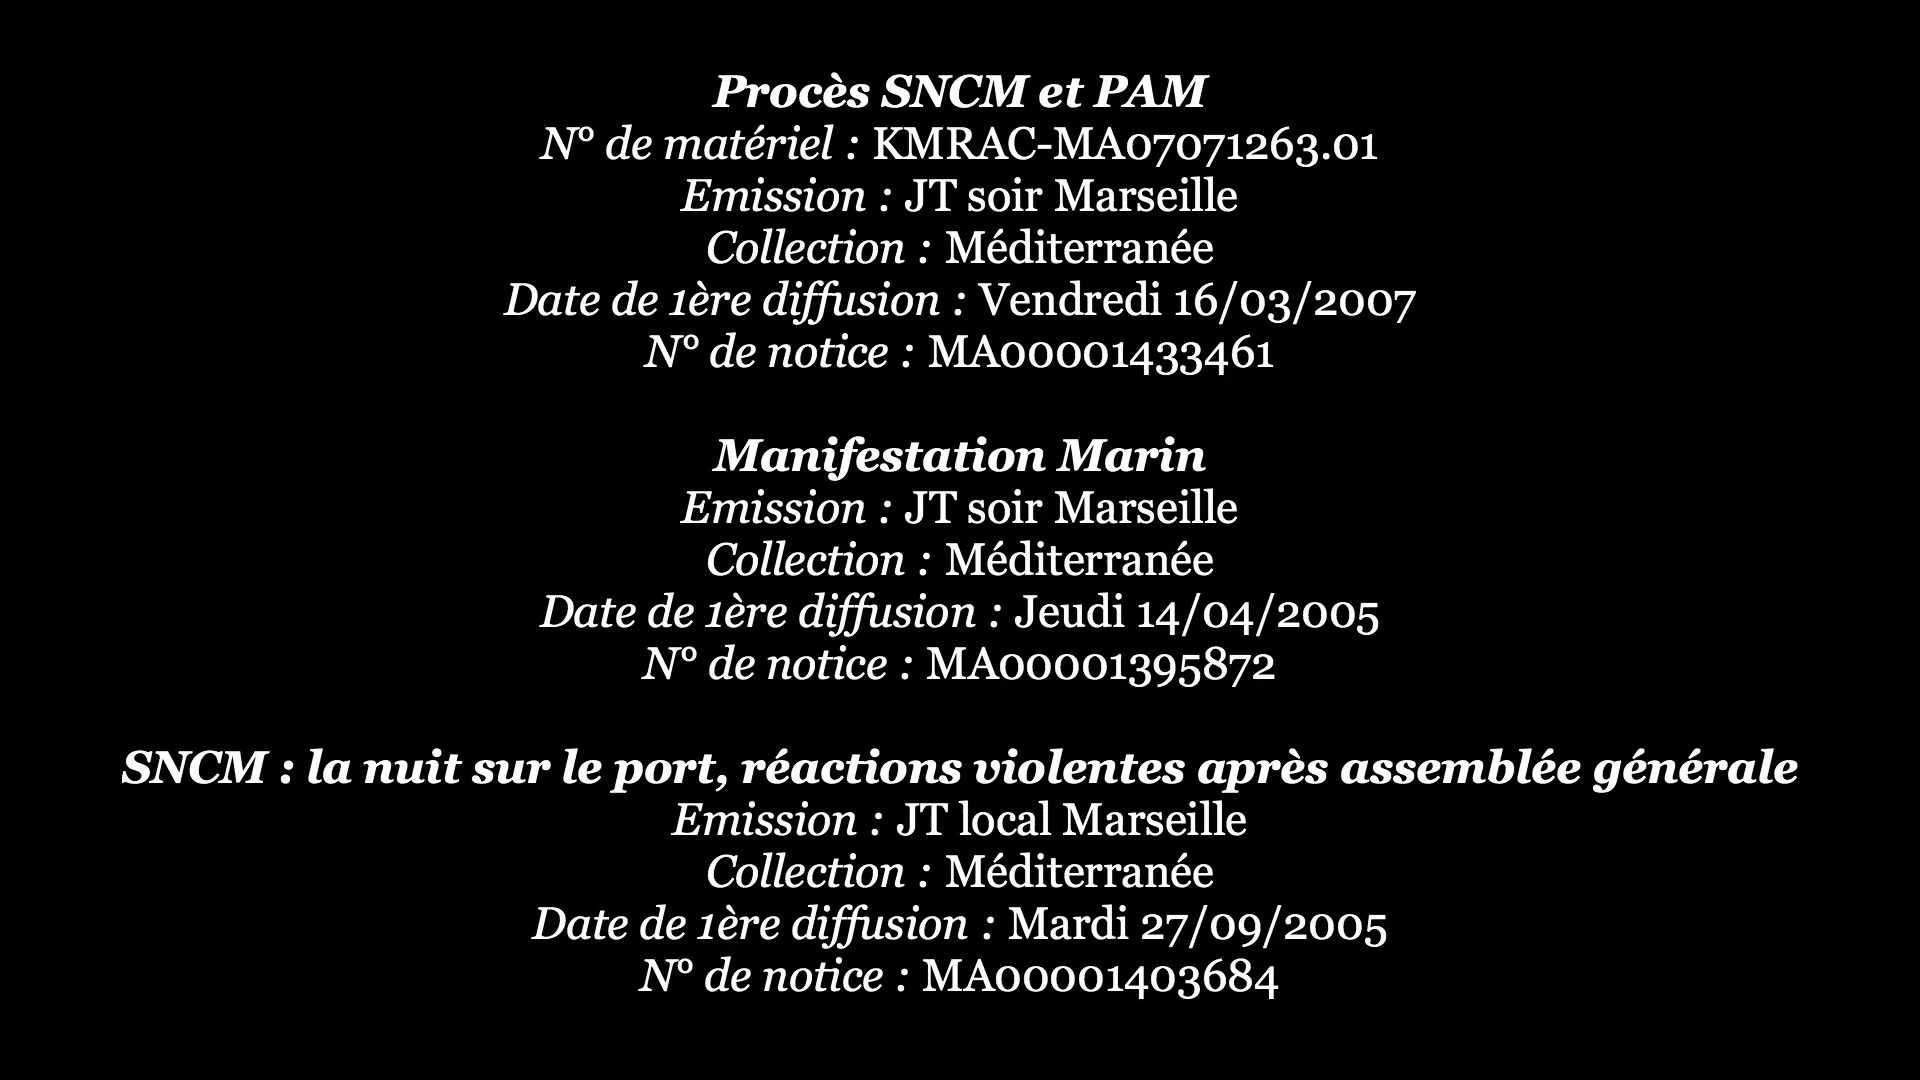 Procès SNCM et PAM
N° de matériel : KMRAC-MA07071263.01
Emission : JT soir Marseille
Collection : Méditerranée
Date de 1ère diffusion : Vendredi 16/03/2007
N° de notice : MA00001433461
Manifestation Marin
Emission : JT soir Marseille
Collection : Méditerranée
Date de 1ère diffusion : Jeudi 14/04/2005
N° de notice : MA00001395872
SNCM : la nuit sur le port, réactions violentes après assemblée générale
Emission : JT local Marseille
Collection : Méditerranée
Date de 1ère diffusion : Mardi 27/09/2005
N° de notice : MA00001403684